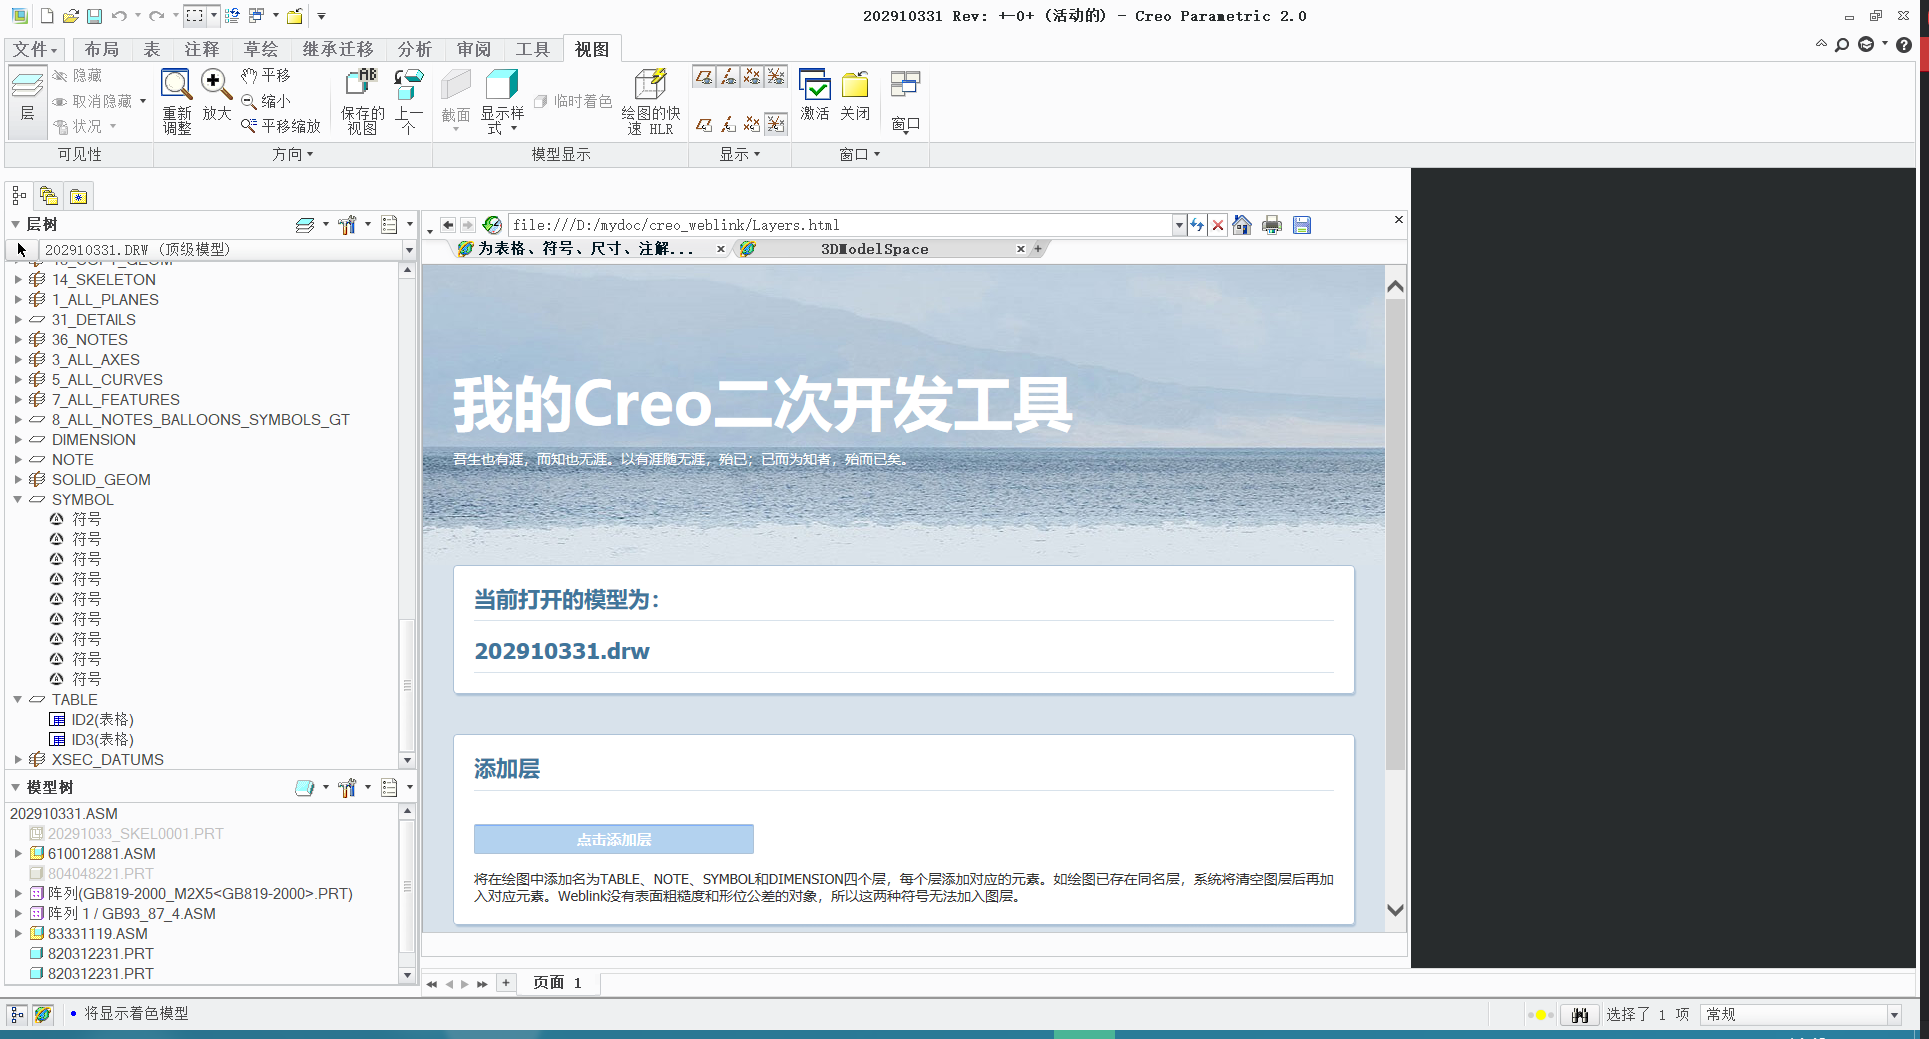 202910331 Rev: +-0+ (活动的) - Creo Parametric 2.0
文件 布局 表 注释 草绘 继承迁移 分析 审阅 工具 视图
层
隐藏
取消隐藏
状况
可见性
重新调整
放大
平移
缩小
平移缩放
方向
保存的视图
上一个
截面
显示样式
临时着色
绘图的快速 HLR
模型显示
显示
激活
关闭
窗口
窗口
层树
202910331.DRW (顶级模型)
14_SKELETON
1_ALL_PLANES
31_DETAILS
36_NOTES
3_ALL_AXES
5_ALL_CURVES
7_ALL_FEATURES
8_ALL_NOTES_BALLOONS_SYMBOLS_GT
DIMENSION
NOTE
SOLID_GEOM
SYMBOL
符号
符号
符号
符号
符号
符号
符号
符号
符号
TABLE
ID2(表格)
ID3(表格)
XSEC_DATUMS
模型树
202910331.ASM
20291033_SKEL0001.PRT
610012881.ASM
804048221.PRT
阵列(GB819-2000_M2X5<GB819-2000>.PRT)
阵列 1 / GB93_87_4.ASM
83331119.ASM
820312231.PRT
820312231.PRT
file:///D:/mydoc/creo_weblink/Layers.html
为表格、符号、尺寸、注解...
3DModelSpace
我的Creo二次开发工具
吾生也有涯，而知也无涯。以有涯随无涯，殆已；已而为知者，殆而已矣。
当前打开的模型为：
202910331.drw
添加层
点击添加层
将在绘图中添加名为TABLE、NOTE、SYMBOL和DIMENSION四个层，每个层添加对应的元素。如绘图已存在同名层，系统将清空图层后再加
入对应元素。Weblink没有表面粗糙度和形位公差的对象，所以这两种符号无法加入图层。
页面 1
将显示着色模型
选择了 1 项
常规